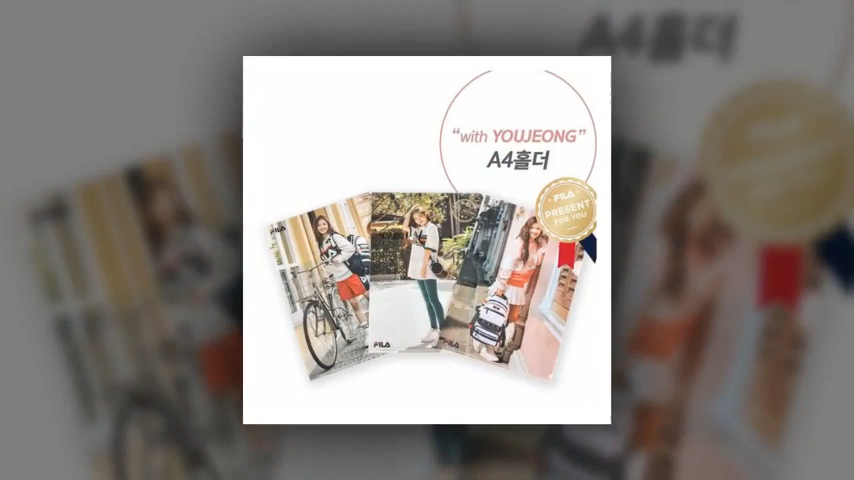 "with YOUJEONG"
A4홀더
FILA
PRESENT
FOR YOU
FILA
FILA
FILA